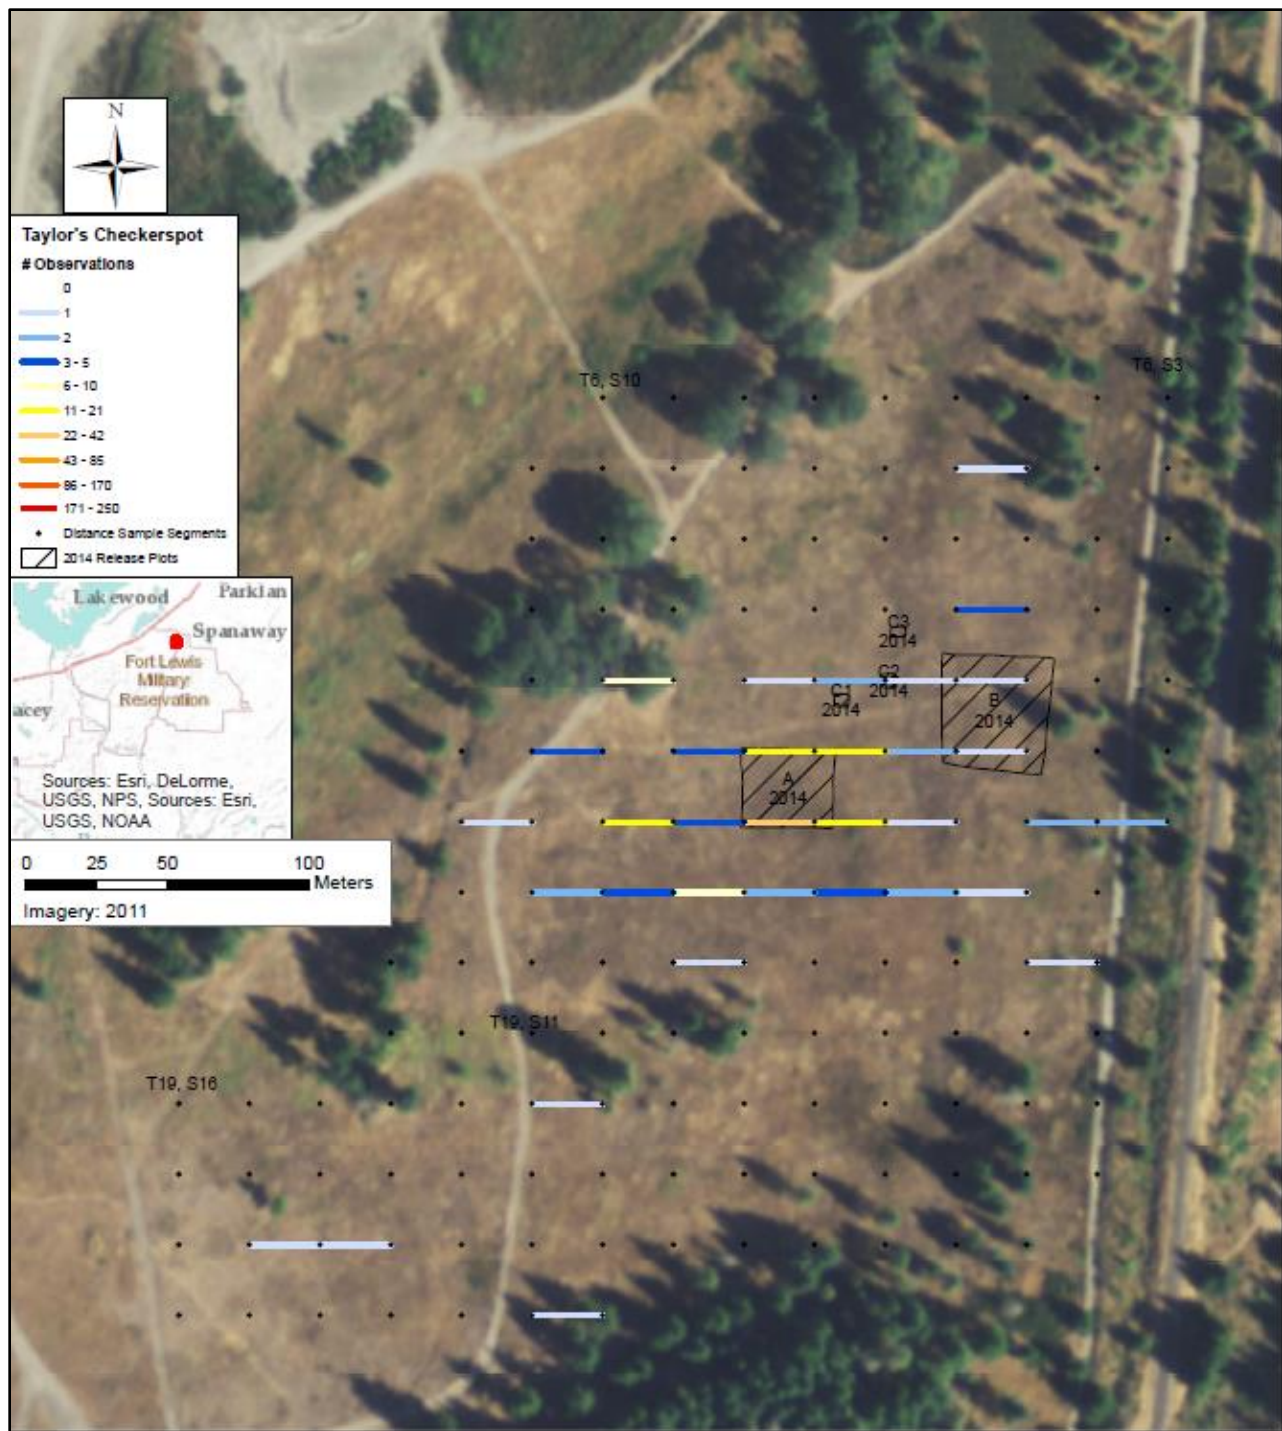 N
Taylor's Checkerspot
# Observations
0
1
2
3 - 5
6 - 10
11 - 21
22 - 42
43 - 85
86 - 170
171 - 250
Distance Sample Segments
2014 Release Plots
Lakewood
Parklan
Spanaway
Fort Lewis
Military
Reservation
acey
Sources: Esri, DeLorme,
USGS, NPS, Sources: Esri,
USGS, NOAA
0 25 50 100
Meters
Imagery: 2011
T6, S10
T6, S3
C3
2014
C2
2014
C1
2014
B
2014
A
2014
T19, S11
T19, S16